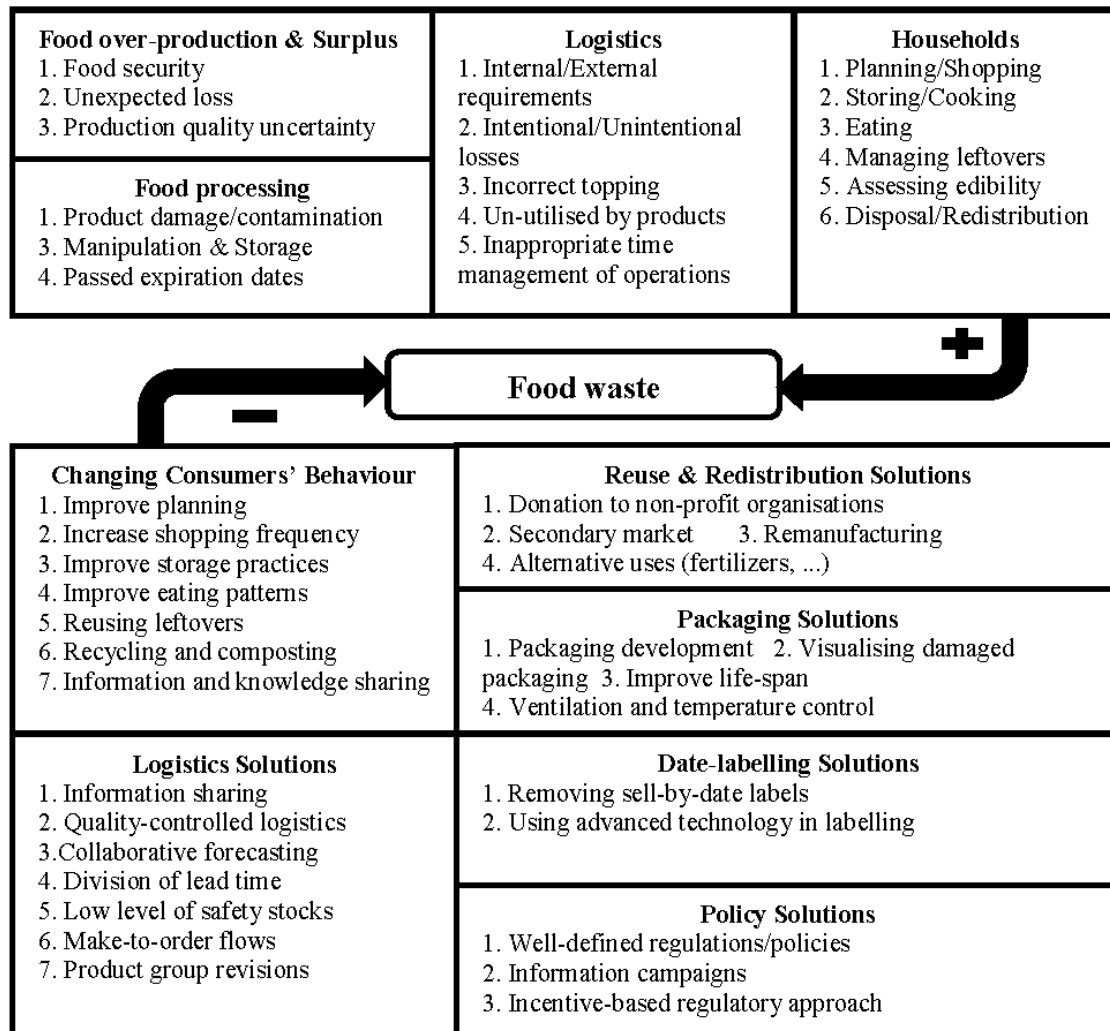 Food over-production & Surplus
1. Food security
2. Unexpected loss
3. Production quality uncertainty
Food processing
1. Product damage/contamination
3. Manipulation & Storage
4. Passed expiration dates
Logistics
1. Internal/External
requirements
2. Intentional/Unintentional
losses
3. Incorrect topping
4. Un-utilised by products
5. Inappropriate time
management of operations
Households
1. Planning/Shopping
2. Storing/Cooking
3. Eating
4. Managing leftovers
5. Assessing edibility
6. Disposal/Redistribution
+
Food waste
−
Changing Consumers’ Behaviour
1. Improve planning
2. Increase shopping frequency
3. Improve storage practices
4. Improve eating patterns
5. Reusing leftovers
6. Recycling and composting
7. Information and knowledge sharing
Reuse & Redistribution Solutions
1. Donation to non-profit organisations
2. Secondary market 3. Remanufacturing
4. Alternative uses (fertilizers, ...)
Packaging Solutions
1. Packaging development 2. Visualising damaged
packaging 3. Improve life-span
4. Ventilation and temperature control
Logistics Solutions
1. Information sharing
2. Quality-controlled logistics
3.Collaborative forecasting
4. Division of lead time
5. Low level of safety stocks
6. Make-to-order flows
7. Product group revisions
Date-labelling Solutions
1. Removing sell-by-date labels
2. Using advanced technology in labelling
Policy Solutions
1. Well-defined regulations/policies
2. Information campaigns
3. Incentive-based regulatory approach